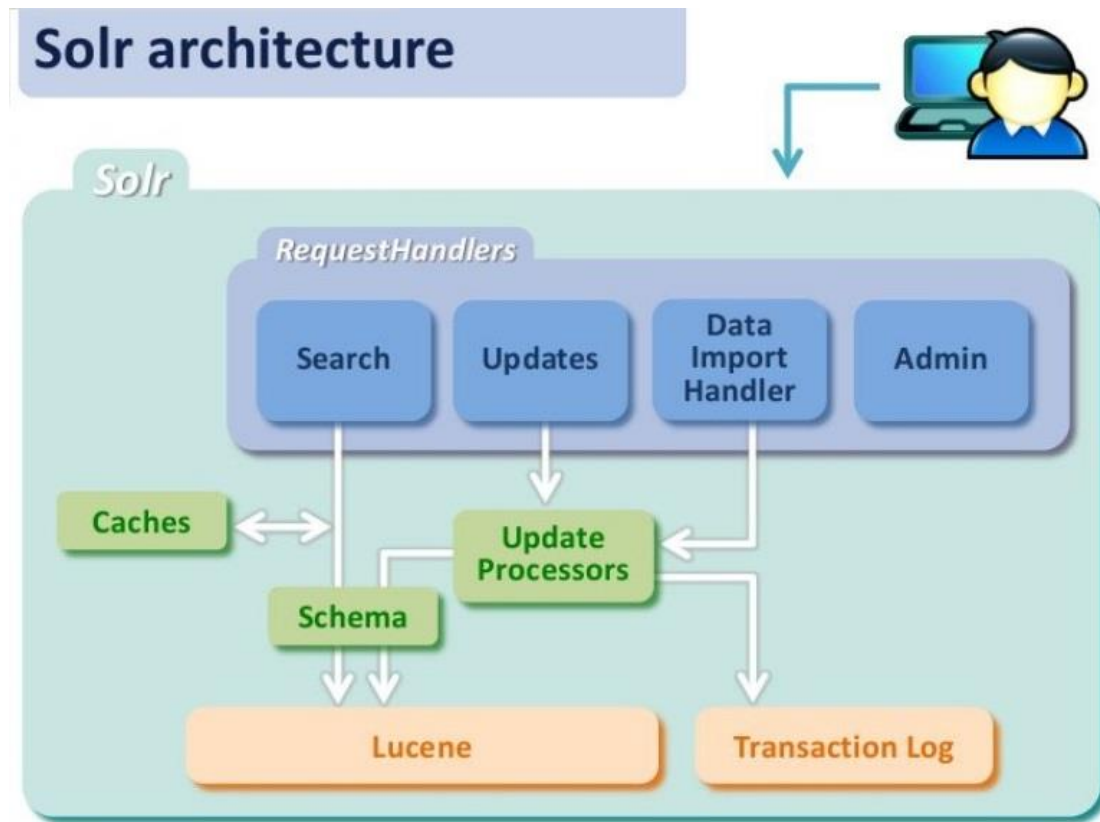 Solr architecture
Solr
RequestHandlers
Search
Updates
Data
Import
Handler
Admin
Caches
Update
Processors
Schema
Lucene
Transaction Log